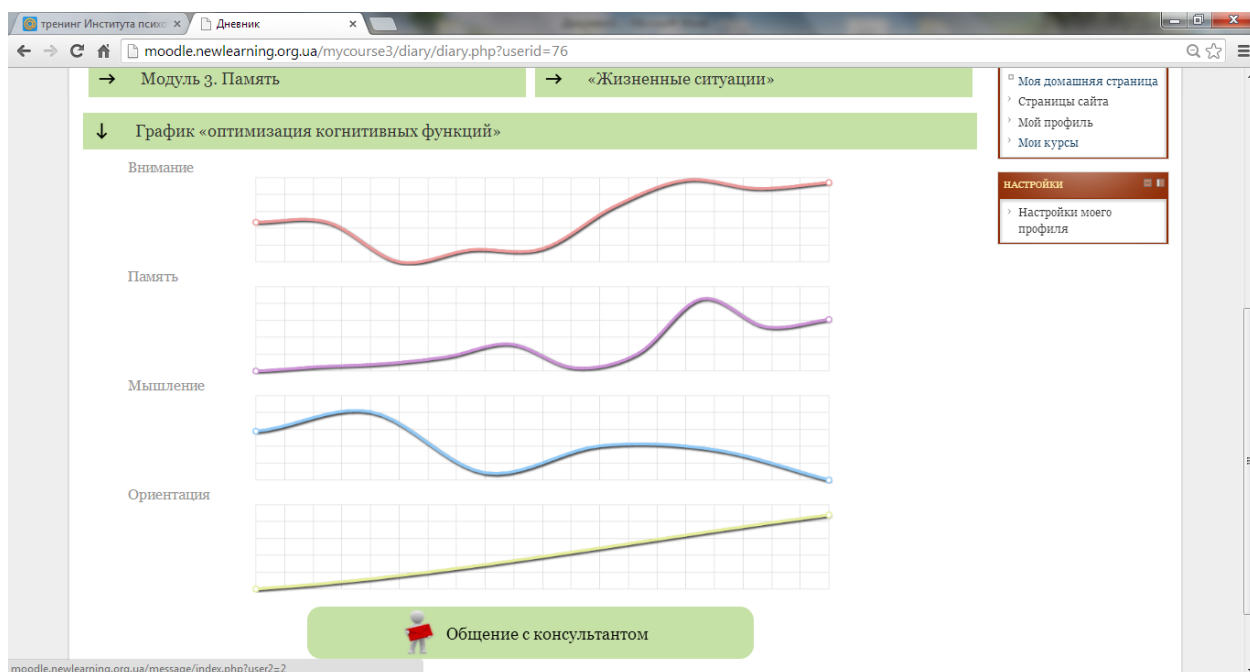 тренинг Института психо
Дневник
moodle.newlearning.org.ua/mycourse3/diary/diary.php?userid=76
→ Модуль 3. Память
→ «Жизненные ситуации»
↓ График «оптимизация когнитивных функций»
Внимание
Память
Мышление
Ориентация
Общение с консультантом
Моя домашняя страница
Страницы сайта
Мой профиль
Мои курсы
НАСТРОЙКИ
Настройки моего
профиля
moodle.newlearning.org.ua/message/index.php?user2=2